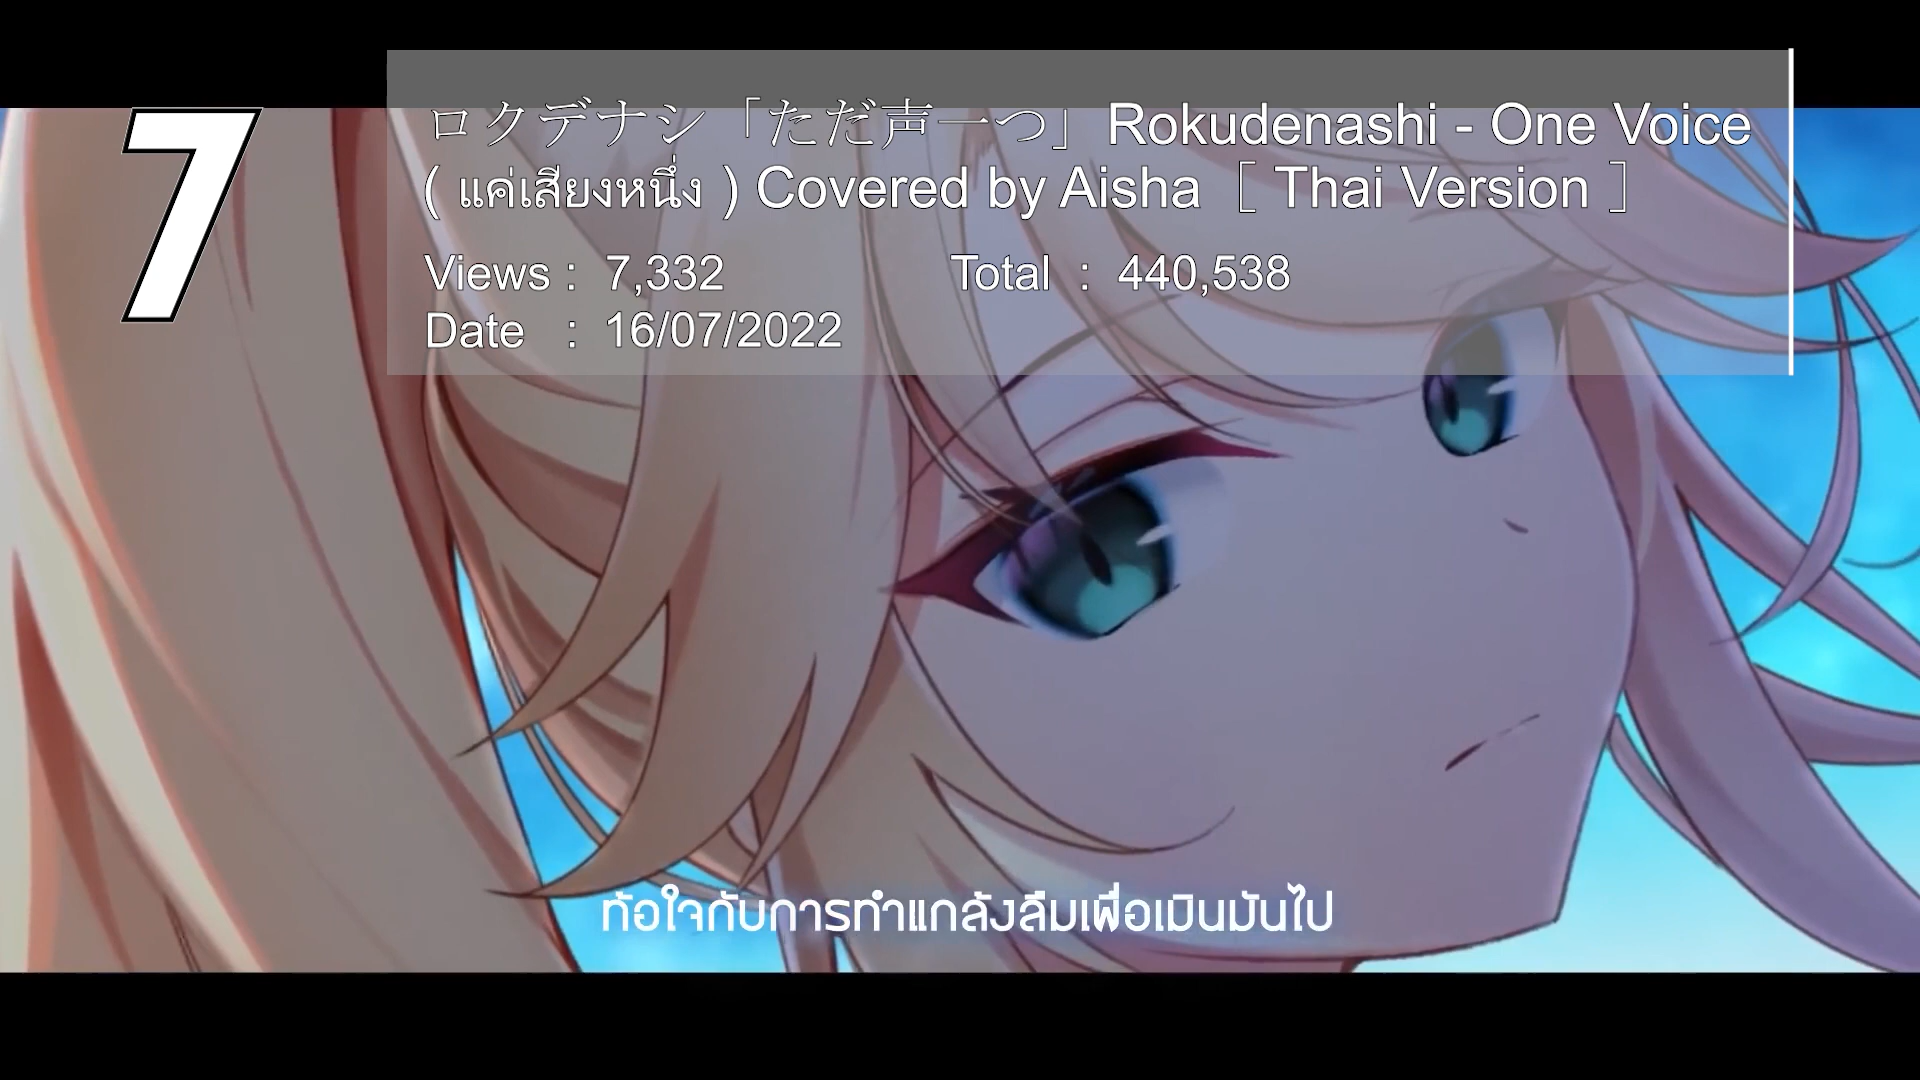 7
ロクデナシ「ただ声一つ」 Rokudenashi - One Voice
( แค่เสียงหนึ่ง ) Covered by Aisha ［ Thai Version ］
Views : 7,332 Total : 440,538
Date : 16/07/2022
ท้อใจกับการทำแกล้งลืมเพื่อเมินมันไป